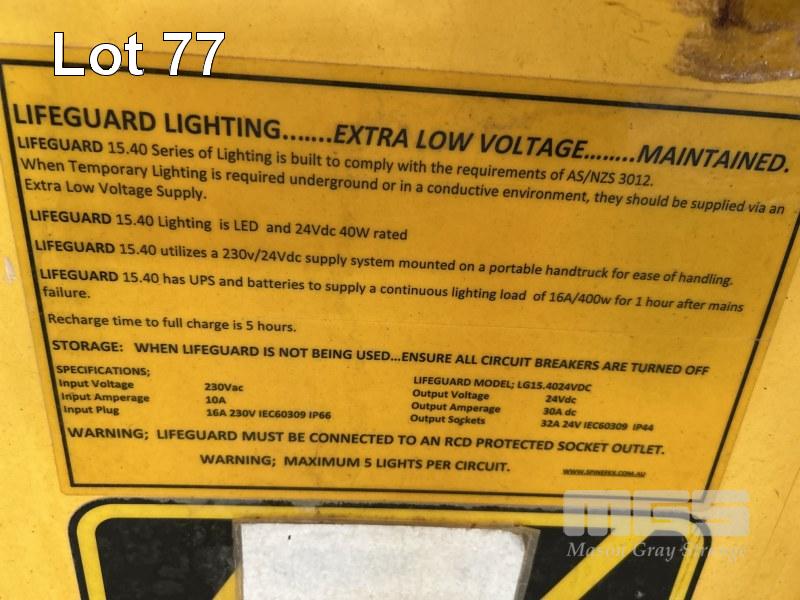 Lot 77
LIFEGUARD LIGHTING.......EXTRA LOW VOLTAGE........MAINTAINED.
LIFEGUARD 15.40 Series of Lighting is built to comply with the requirements of AS/NZS 3012.
When Temporary Lighting is required underground or in a conductive environment, they should be supplied via an
Extra Low Voltage Supply.
LIFEGUARD 15.40 Lighting is LED and 24Vdc 40W rated
LIFEGUARD 15.40 utilizes a 230v/24Vdc supply system mounted on a portable handtruck for ease of handling.
LIFEGUARD 15.40 has UPS and batteries to supply a continuous lighting load of 16A/400w for 1 hour after mains
failure.
Recharge time to full charge is 5 hours.
STORAGE: WHEN LIFEGUARD IS NOT BEING USED...ENSURE ALL CIRCUIT BREAKERS ARE TURNED OFF
SPECIFICATIONS;
Input Voltage 230Vac
Input Amperage 10A
Input Plug 16A 230V IEC60309 IP66
LIFEGUARD MODEL; LG15.4024VDC
Output Voltage 24Vdc
Output Amperage 30A dc
Output Sockets 32A 24V IEC60309 IP44
WARNING; LIFEGUARD MUST BE CONNECTED TO AN RCD PROTECTED SOCKET OUTLET.
WARNING; MAXIMUM 5 LIGHTS PER CIRCUIT.
WWW.SPINEFEX.COM.AU
MGS
Mason Gray Strange